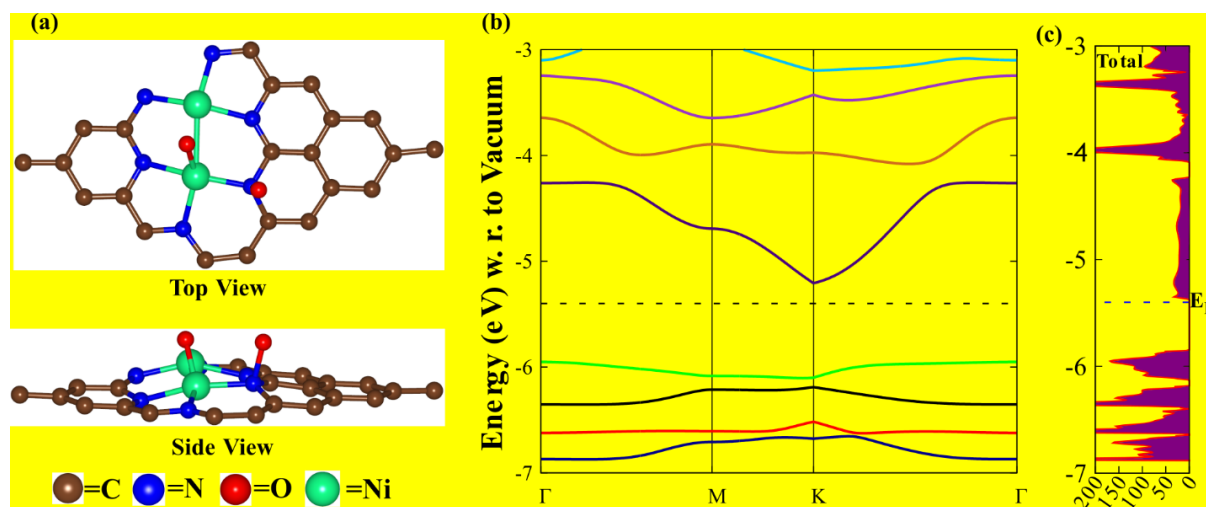 (a)
Top View
Side View
=C =N =O =Ni
(b)
Energy (eV) w. r. to Vacuum
-3
-4
-5
-6
-7
Γ M K Γ
(c)
Total
-3
-4
-5
-6
-7
200 150 100 50 0